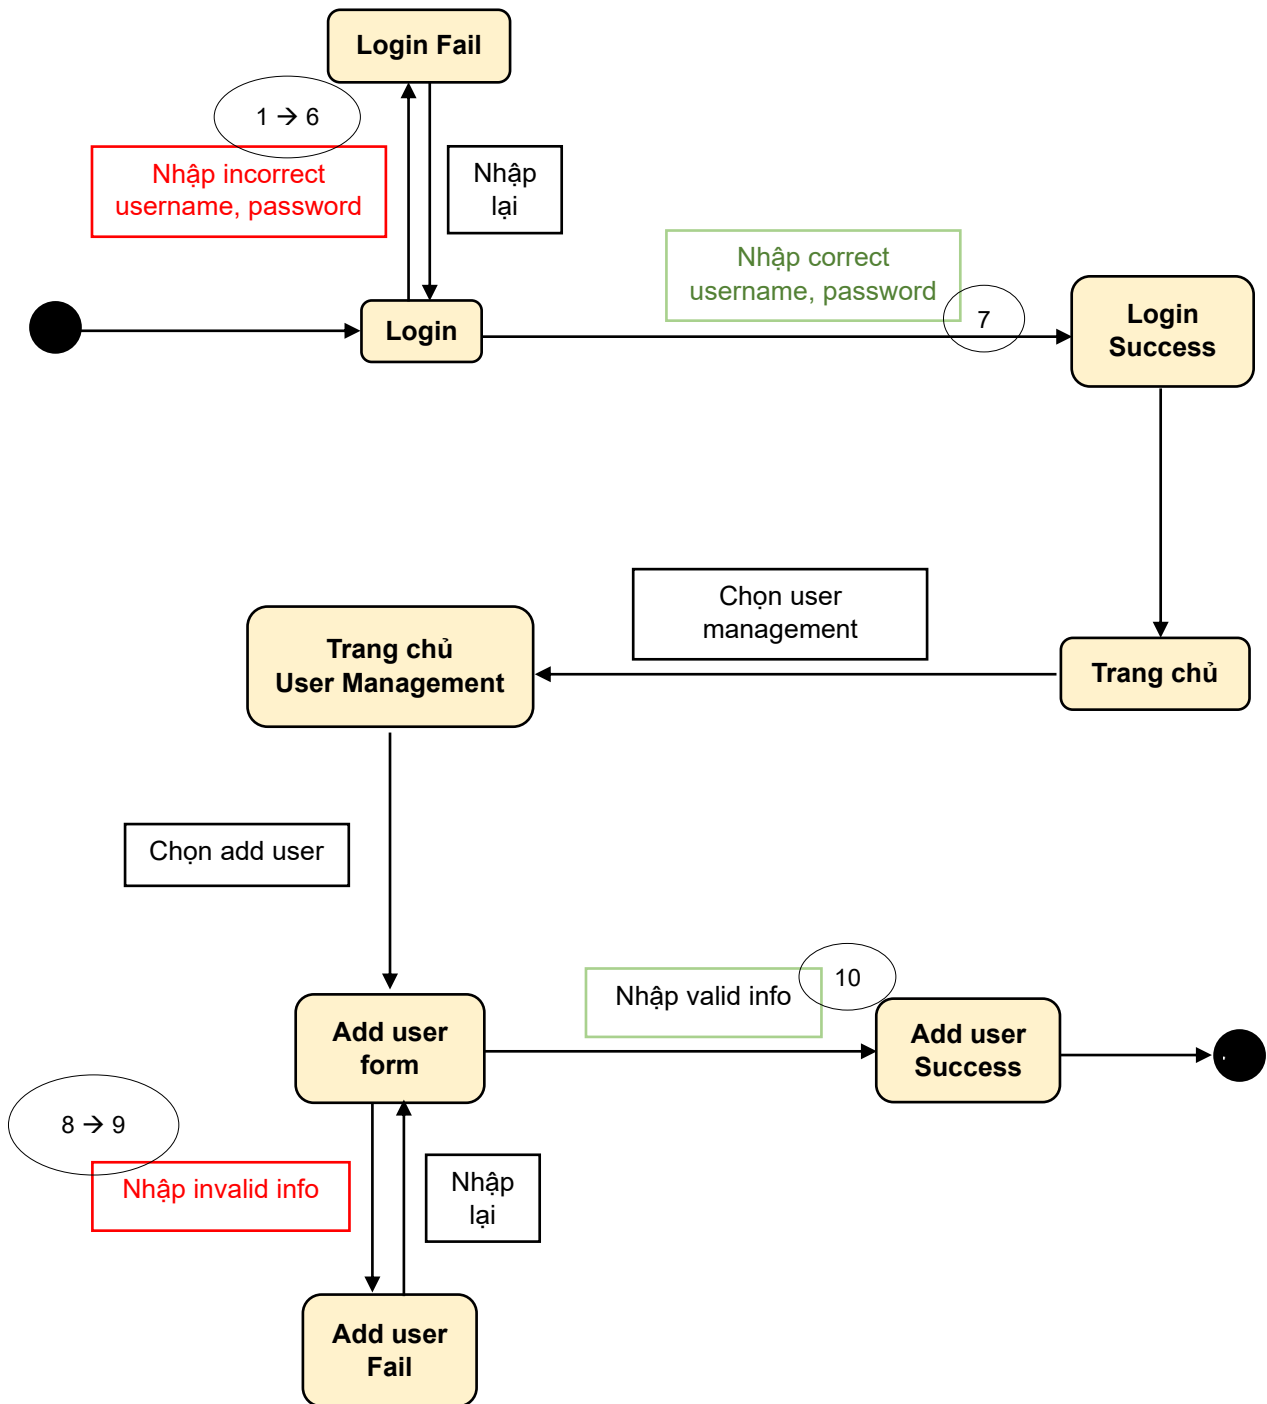 Login Fail
1 → 6
Nhập incorrect
username, password
Nhập
lại
Nhập correct
username, password
7
Login
Login
Success
Chọn user
management
Trang chủ
User Management
Trang chủ
Chọn add user
Nhập valid info
10
Add user
form
Add user
Success
8 → 9
Nhập invalid info
Nhập
lại
Add user
Fail